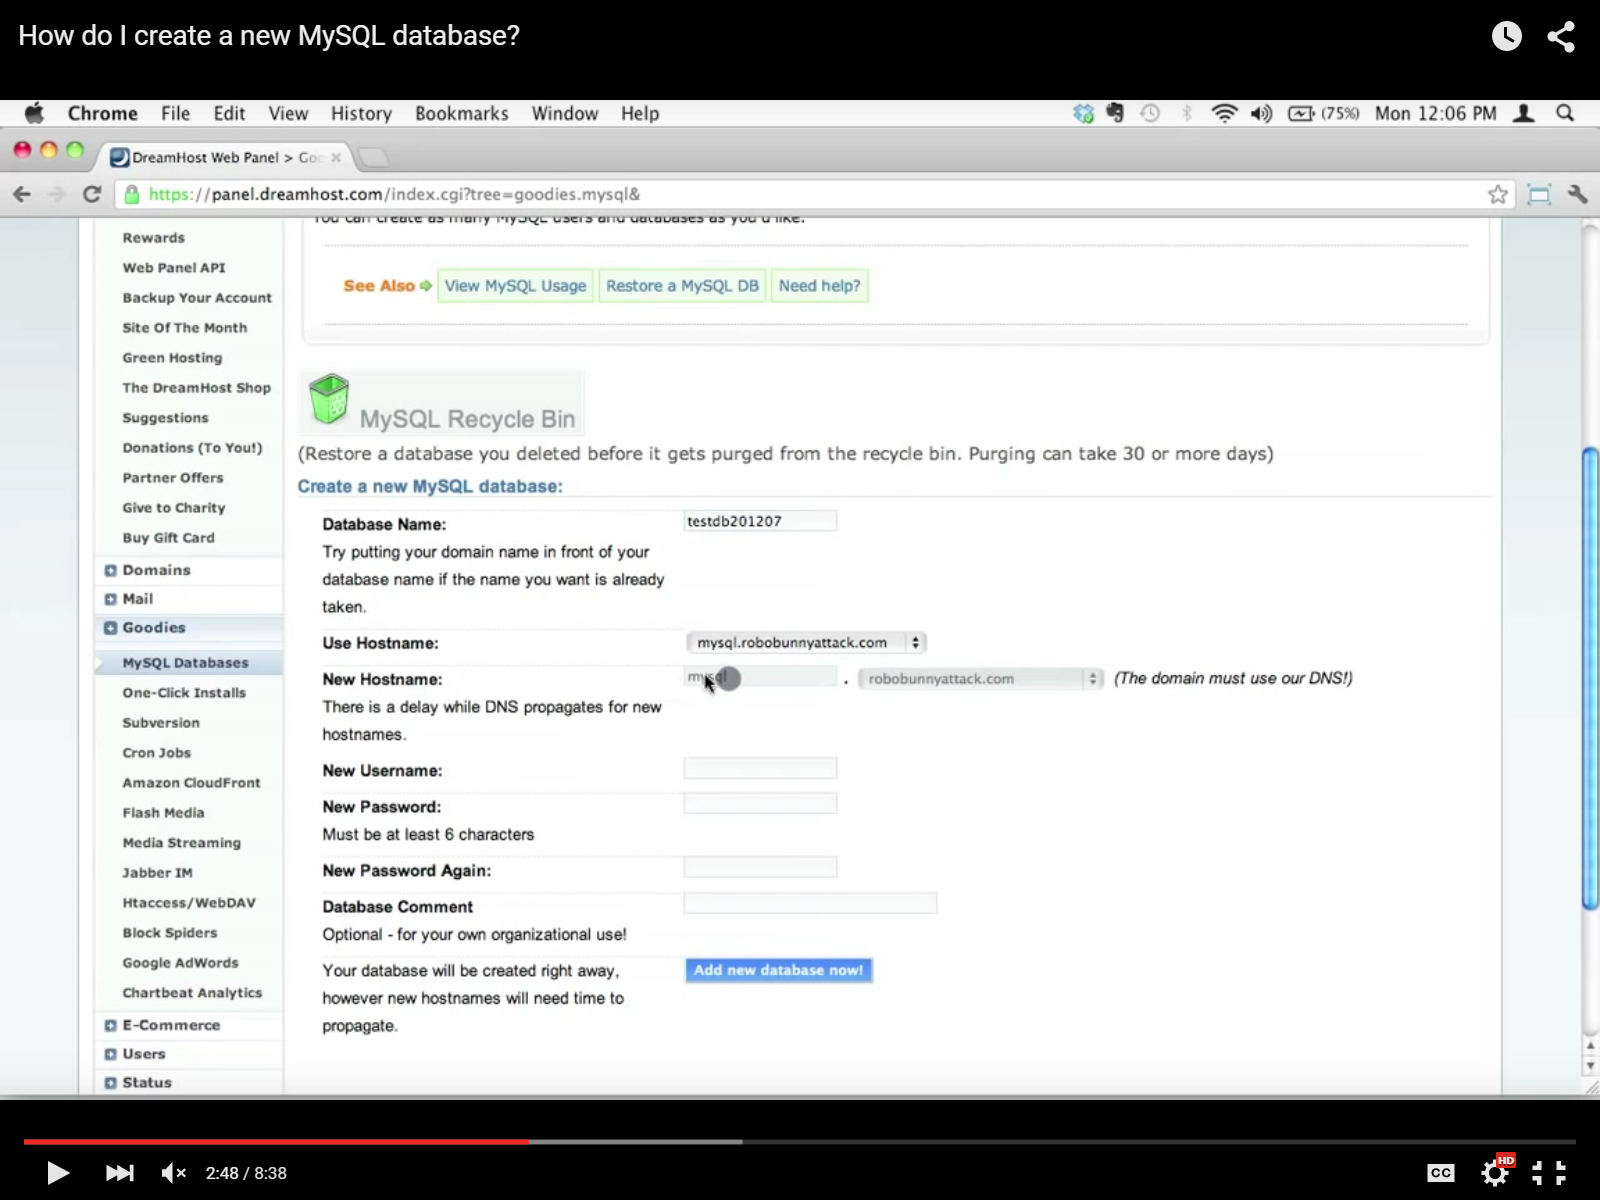 How do I create a new MySQL database?
Chrome File Edit View History Bookmarks Window Help (75%) Mon 12:06 PM
DreamHost Web Panel > Goo
https://panel.dreamhost.com/index.cgi?tree=goodies.mysql&
You can create as many MySQL users and databases as you'd like.
Rewards
Web Panel API
Backup Your Account
Site Of The Month
Green Hosting
The DreamHost Shop
Suggestions
Donations (To You!)
Partner Offers
Give to Charity
Buy Gift Card
Domains
Mail
Goodies
MySQL Databases
One-Click Installs
Subversion
Cron Jobs
Amazon CloudFront
Flash Media
Media Streaming
Jabber IM
Htaccess/WebDAV
Block Spiders
Google AdWords
Chartbeat Analytics
E-Commerce
Users
Status
See Also View MySQL Usage Restore a MySQL DB Need help?
MySQL Recycle Bin
(Restore a database you deleted before it gets purged from the recycle bin. Purging can take 30 or more days)
Create a new MySQL database:
Database Name: testdb201207
Try putting your domain name in front of your
database name if the name you want is already
taken.
Use Hostname: mysql.robobunnyattack.com
New Hostname: mysql . robobunnyattack.com (The domain must use our DNS!)
There is a delay while DNS propagates for new
hostnames.
New Username:
New Password:
Must be at least 6 characters
New Password Again:
Database Comment
Optional - for your own organizational use!
Your database will be created right away, Add new database now!
however new hostnames will need time to
propagate.
2:48 / 8:38 CC HD